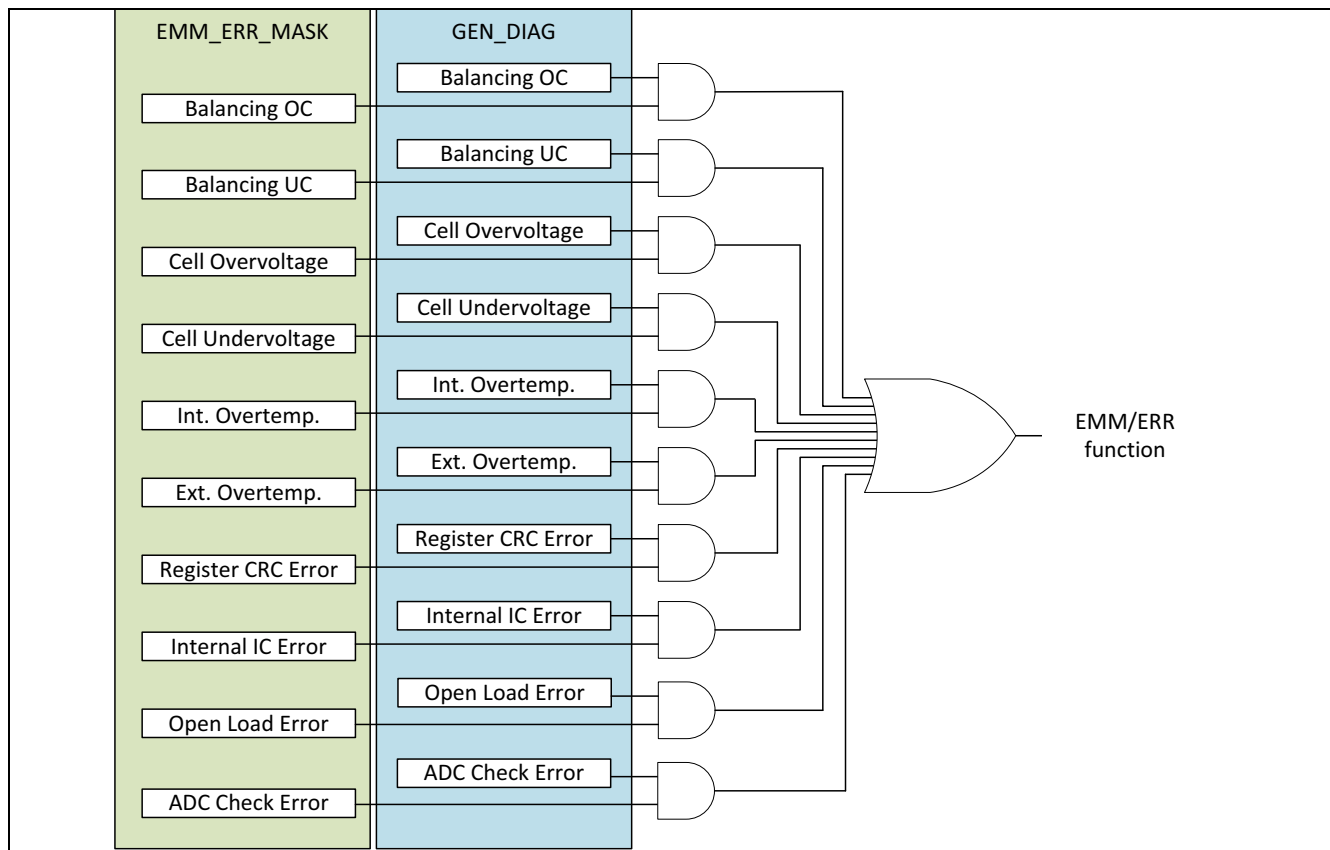 EMM_ERR_MASK
GEN_DIAG
Balancing OC
Balancing OC
Balancing UC
Balancing UC
Cell Overvoltage
Cell Overvoltage
Cell Undervoltage
Cell Undervoltage
Int. Overtemp.
Int. Overtemp.
Ext. Overtemp.
Ext. Overtemp.
Register CRC Error
Register CRC Error
Internal IC Error
Internal IC Error
Open Load Error
Open Load Error
ADC Check Error
ADC Check Error
EMM/ERR
function